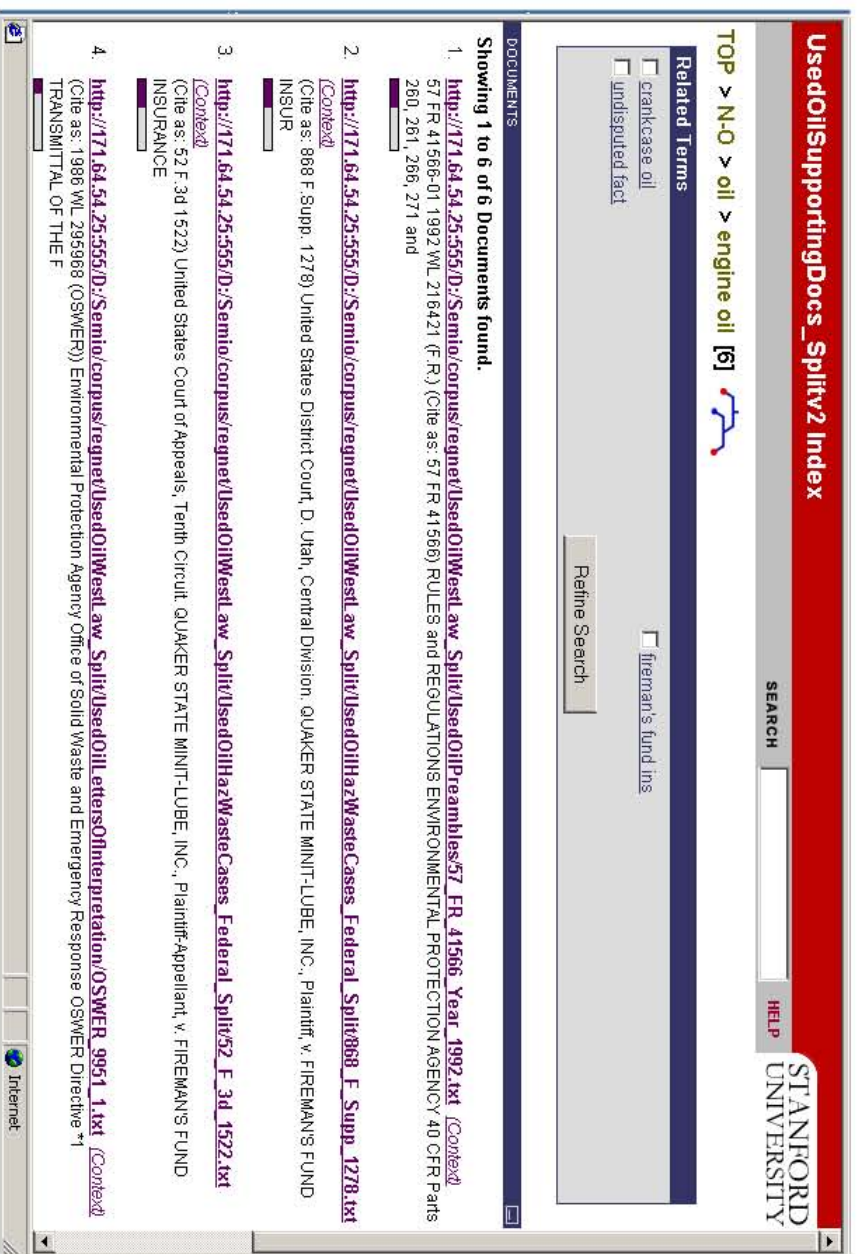 UsedOilSupportingDocs_Splitv2 Index
STANFORD
UNIVERSITY
SEARCH
HELP
TOP > N-O > oil > engine oil [6]
Related Terms
crankcase oil
fireman's fund ins
undisputed fact
Refine Search
DOCUMENTS
Showing 1 to 6 of 6 Documents found.
1. http://171.64.54.25:555/D:/Semio/corpus/regnet/UsedOilWestLaw_Split/UsedOilPreambles/57_FR_41566_Year_1992.txt (Context)
57 FR 41566-01 1992 WL 216421 (F.R.) (Cite as: 57 FR 41566) RULES and REGULATIONS ENVIRONMENTAL PROTECTION AGENCY 40 CFR Parts
260, 261, 266, 271 and
2. http://171.64.54.25:555/D:/Semio/corpus/regnet/UsedOilWestLaw_Split/UsedOilHazWasteCases_Federal_Split/868_F_Supp_1278.txt
(Context)
(Cite as: 868 F.Supp. 1278) United States District Court, D. Utah, Central Division. QUAKER STATE MINIT-LUBE, INC., Plaintiff, v. FIREMAN'S FUND
INSUR
3. http://171.64.54.25:555/D:/Semio/corpus/regnet/UsedOilWestLaw_Split/UsedOilHazWasteCases_Federal_Split/52_F_3d_1522.txt
(Context)
(Cite as: 52 F.3d 1522) United States Court of Appeals, Tenth Circuit. QUAKER STATE MINIT-LUBE, INC., Plaintiff-Appellant, v. FIREMAN'S FUND
INSURANCE
4. http://171.64.54.25:555/D:/Semio/corpus/regnet/UsedOilWestLaw_Split/UsedOilLettersOfInterpretation/OSWER_9951_1.txt (Context)
(Cite as: 1986 WL 295968 (OSWER)) Environmental Protection Agency Office of Solid Waste and Emergency Response OSWER Directive *1
TRANSMITTAL OF THE F
Internet